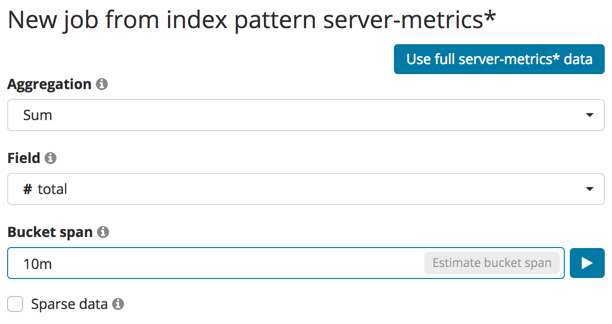 New job from index pattern server-metrics*
Use full server-metrics* data
Aggregation
Sum
Field
# total
Bucket span
10m Estimate bucket span
Sparse data